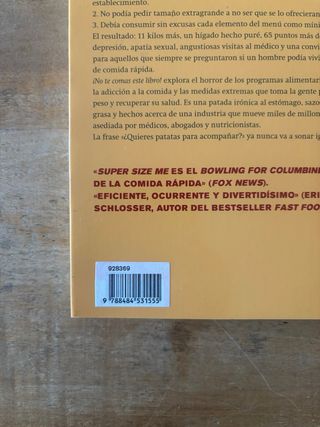 establecimiento.
2. No podía pedir tamaño extragrande a no ser que se lo ofrecieran
3. Debía consumir sin excusas cada elemento del menú como míni
El resultado: 11 kilos más, un hígado hecho puré, 65 puntos más d
depresión, apatía sexual, angustiosas visitas al médico y una convi
para aquellos que siempre se preguntaron si un hombre podía vivi
de comida rápida.
¡No te comas este libro! explora el horror de los programas alimentar
la adicción a la comida y las medidas extremas que toma la gente p
peso y recuperar su salud. Es una patada irónica al estómago, sazo
grasa y hechos acerca de una industria que mueve miles de millon
asediada por médicos, abogados y nutricionistas.
La frase «¿Quieres patatas para acompañar?» ya nunca va a sonar ig
«SUPER SIZE ME ES EL BOWLING FOR COLUMBINE
DE LA COMIDA RÁPIDA» (FOX NEWS).
«EFICIENTE, OCURRENTE Y DIVERTIDÍSIMO» (ERI
SCHLOSSER, AUTOR DEL BESTSELLER FAST FOO
928369
9 788484 531555